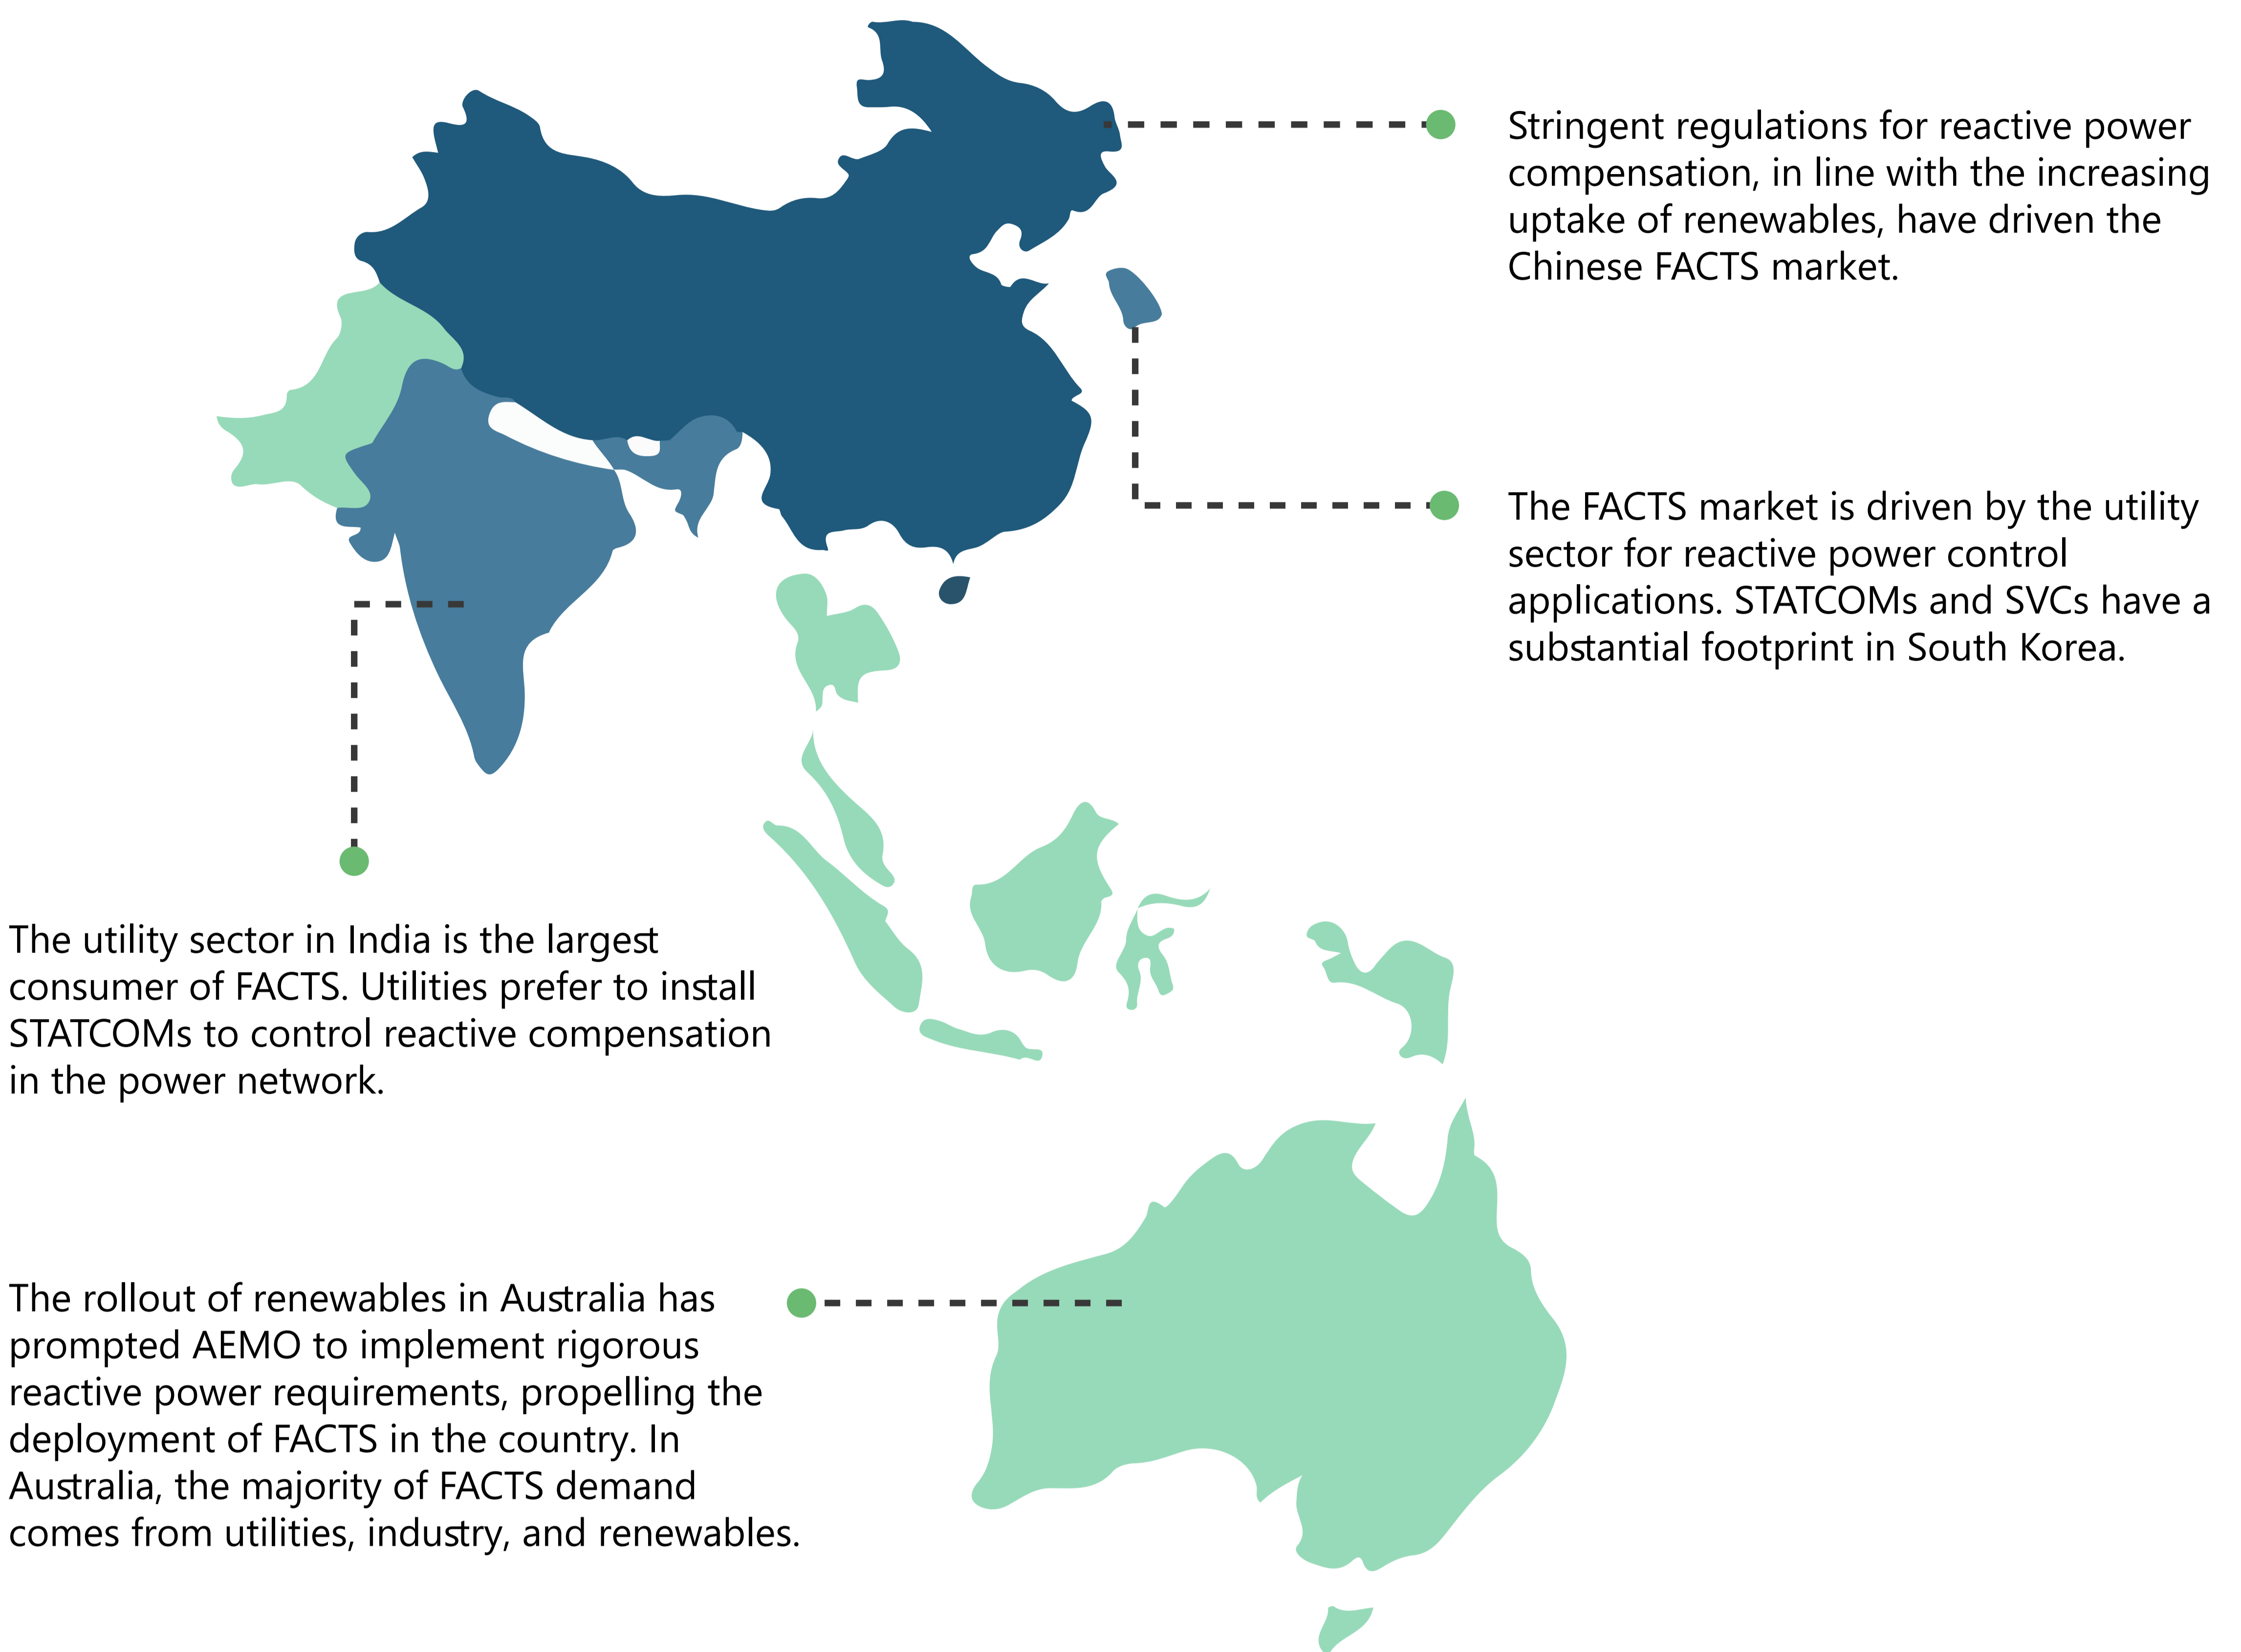 Stringent regulations for reactive power
compensation, in line with the increasing
uptake of renewables, have driven the
Chinese FACTS market.
The FACTS market is driven by the utility
sector for reactive power control
applications. STATCOMs and SVCs have a
substantial footprint in South Korea.
The utility sector in India is the largest
consumer of FACTS. Utilities prefer to install
STATCOMs to control reactive compensation
in the power network.
The rollout of renewables in Australia has
prompted AEMO to implement rigorous
reactive power requirements, propelling the
deployment of FACTS in the country. In
Australia, the majority of FACTS demand
comes from utilities, industry, and renewables.